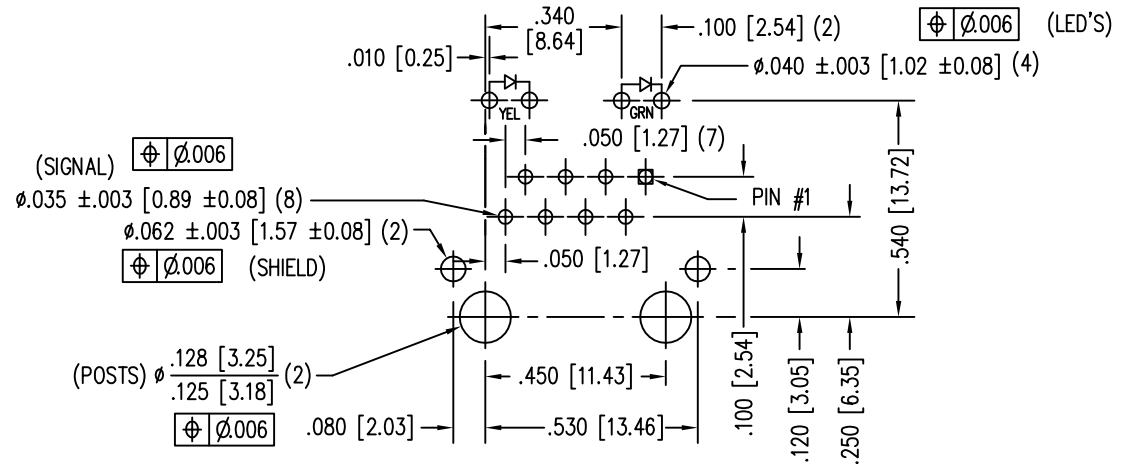 .340
[8.64]
.100 [2.54] (2)
⌖ Ø.006 (LED'S)
.010 [0.25]
Ø.040 ±.003 [1.02 ±0.08] (4)
YEL
GRN
.050 [1.27] (7)
(SIGNAL) ⌖ Ø.006
Ø.035 ±.003 [0.89 ±0.08] (8)
PIN #1
Ø.062 ±.003 [1.57 ±0.08] (2)
⌖ Ø.006 (SHIELD)
.050 [1.27]
.540 [13.72]
(POSTS) Ø .128 [3.25]
.125 [3.18] (2)
⌖ Ø.006
.450 [11.43]
.080 [2.03]
.530 [13.46]
.100 [2.54]
.120 [3.05]
.250 [6.35]